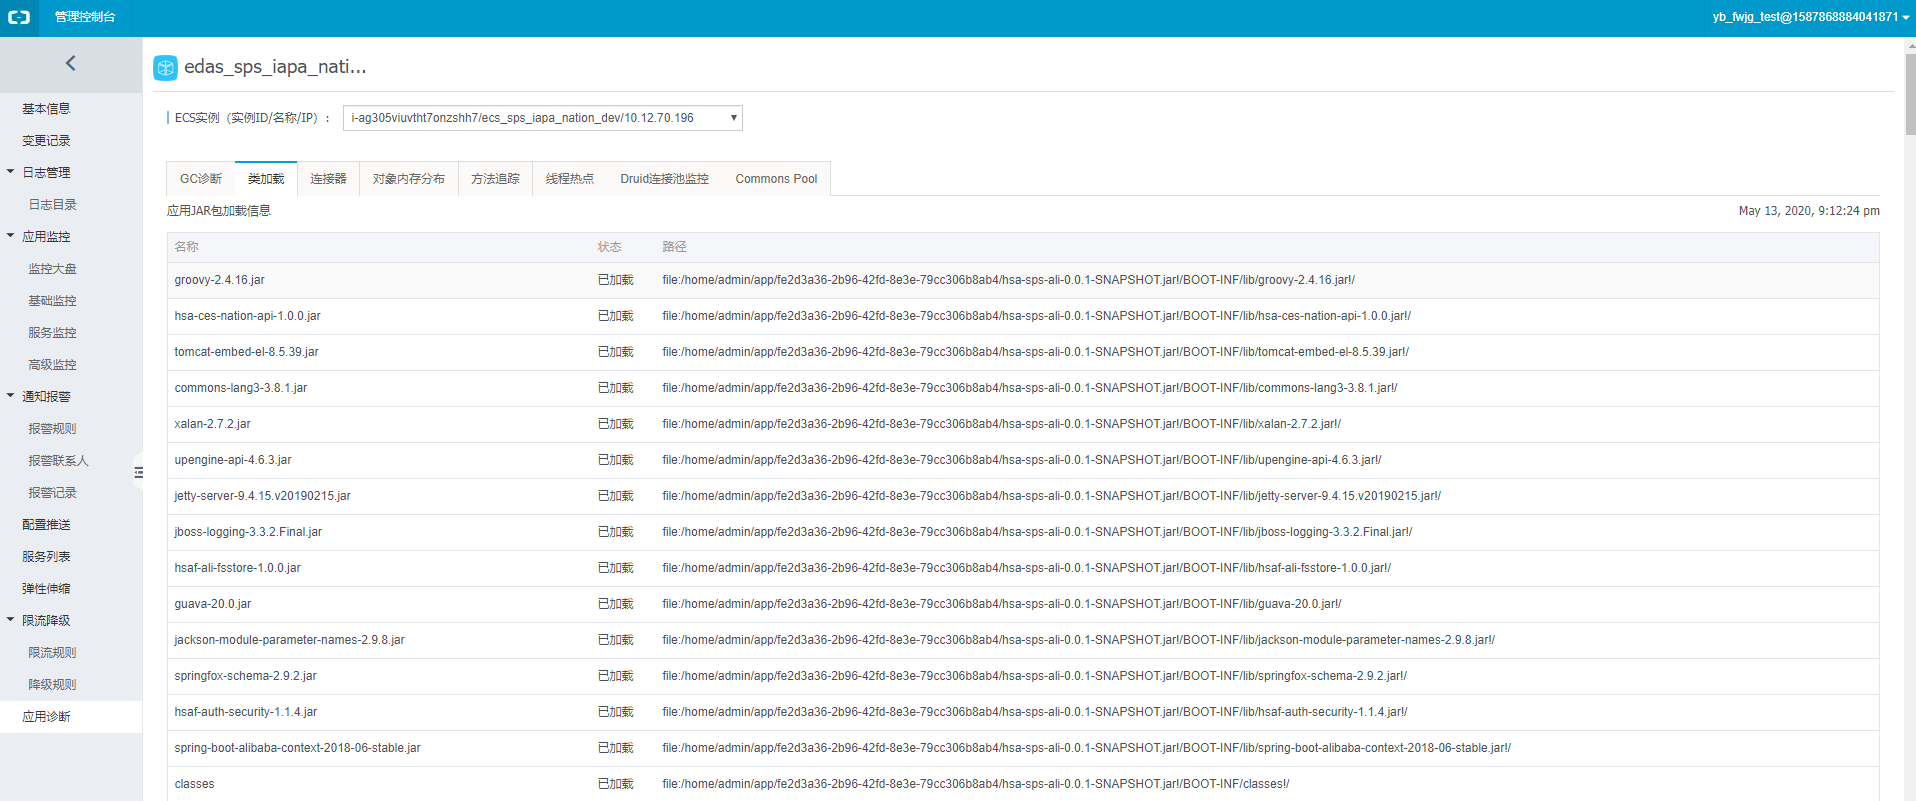 管理控制台
yb_fwjg_test@1587868884041871
基本信息
变更记录
日志管理
日志目录
应用监控
监控大盘
基础监控
服务监控
高级监控
通知报警
报警规则
报警联系人
报警记录
配置推送
服务列表
弹性伸缩
限流降级
限流规则
降级规则
应用诊断
edas_sps_iapa_nati...
ECS实例（实例ID/名称/IP）： i-ag305viuvtht7onzshh7/ecs_sps_iapa_nation_dev/10.12.70.196
GC诊断 类加载 连接器 对象内存分布 方法追踪 线程热点 Druid连接池监控 Commons Pool
应用JAR包加载信息 May 13, 2020, 9:12:24 pm
名称 状态 路径
groovy-2.4.16.jar 已加载 file:/home/admin/app/fe2d3a36-2b96-42fd-8e3e-79cc306b8ab4/hsa-sps-ali-0.0.1-SNAPSHOT.jar!/BOOT-INF/lib/groovy-2.4.16.jar!/
hsa-ces-nation-api-1.0.0.jar 已加载 file:/home/admin/app/fe2d3a36-2b96-42fd-8e3e-79cc306b8ab4/hsa-sps-ali-0.0.1-SNAPSHOT.jar!/BOOT-INF/lib/hsa-ces-nation-api-1.0.0.jar!/
tomcat-embed-el-8.5.39.jar 已加载 file:/home/admin/app/fe2d3a36-2b96-42fd-8e3e-79cc306b8ab4/hsa-sps-ali-0.0.1-SNAPSHOT.jar!/BOOT-INF/lib/tomcat-embed-el-8.5.39.jar!/
commons-lang3-3.8.1.jar 已加载 file:/home/admin/app/fe2d3a36-2b96-42fd-8e3e-79cc306b8ab4/hsa-sps-ali-0.0.1-SNAPSHOT.jar!/BOOT-INF/lib/commons-lang3-3.8.1.jar!/
xalan-2.7.2.jar 已加载 file:/home/admin/app/fe2d3a36-2b96-42fd-8e3e-79cc306b8ab4/hsa-sps-ali-0.0.1-SNAPSHOT.jar!/BOOT-INF/lib/xalan-2.7.2.jar!/
upengine-api-4.6.3.jar 已加载 file:/home/admin/app/fe2d3a36-2b96-42fd-8e3e-79cc306b8ab4/hsa-sps-ali-0.0.1-SNAPSHOT.jar!/BOOT-INF/lib/upengine-api-4.6.3.jar!/
jetty-server-9.4.15.v20190215.jar 已加载 file:/home/admin/app/fe2d3a36-2b96-42fd-8e3e-79cc306b8ab4/hsa-sps-ali-0.0.1-SNAPSHOT.jar!/BOOT-INF/lib/jetty-server-9.4.15.v20190215.jar!/
jboss-logging-3.3.2.Final.jar 已加载 file:/home/admin/app/fe2d3a36-2b96-42fd-8e3e-79cc306b8ab4/hsa-sps-ali-0.0.1-SNAPSHOT.jar!/BOOT-INF/lib/jboss-logging-3.3.2.Final.jar!/
hsaf-ali-fsstore-1.0.0.jar 已加载 file:/home/admin/app/fe2d3a36-2b96-42fd-8e3e-79cc306b8ab4/hsa-sps-ali-0.0.1-SNAPSHOT.jar!/BOOT-INF/lib/hsaf-ali-fsstore-1.0.0.jar!/
guava-20.0.jar 已加载 file:/home/admin/app/fe2d3a36-2b96-42fd-8e3e-79cc306b8ab4/hsa-sps-ali-0.0.1-SNAPSHOT.jar!/BOOT-INF/lib/guava-20.0.jar!/
jackson-module-parameter-names-2.9.8.jar 已加载 file:/home/admin/app/fe2d3a36-2b96-42fd-8e3e-79cc306b8ab4/hsa-sps-ali-0.0.1-SNAPSHOT.jar!/BOOT-INF/lib/jackson-module-parameter-names-2.9.8.jar!/
springfox-schema-2.9.2.jar 已加载 file:/home/admin/app/fe2d3a36-2b96-42fd-8e3e-79cc306b8ab4/hsa-sps-ali-0.0.1-SNAPSHOT.jar!/BOOT-INF/lib/springfox-schema-2.9.2.jar!/
hsaf-auth-security-1.1.4.jar 已加载 file:/home/admin/app/fe2d3a36-2b96-42fd-8e3e-79cc306b8ab4/hsa-sps-ali-0.0.1-SNAPSHOT.jar!/BOOT-INF/lib/hsaf-auth-security-1.1.4.jar!/
spring-boot-alibaba-context-2018-06-stable.jar 已加载 file:/home/admin/app/fe2d3a36-2b96-42fd-8e3e-79cc306b8ab4/hsa-sps-ali-0.0.1-SNAPSHOT.jar!/BOOT-INF/lib/spring-boot-alibaba-context-2018-06-stable.jar!/
classes 已加载 file:/home/admin/app/fe2d3a36-2b96-42fd-8e3e-79cc306b8ab4/hsa-sps-ali-0.0.1-SNAPSHOT.jar!/BOOT-INF/classes!/